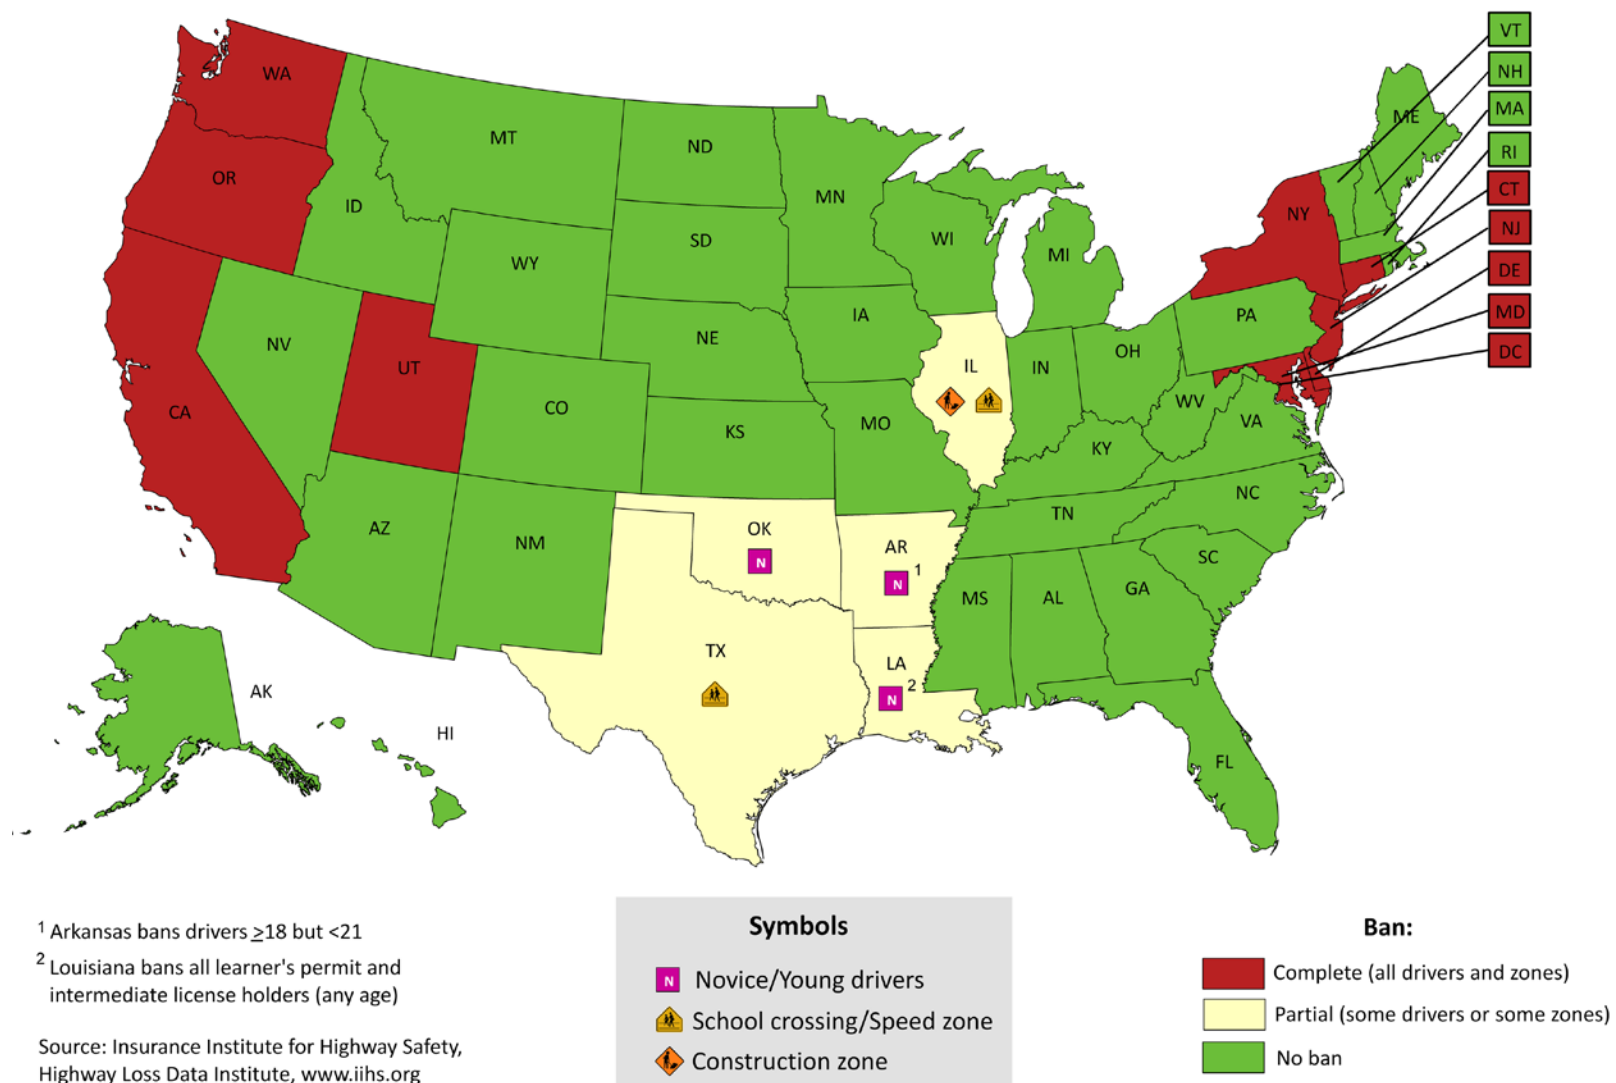 VT
WA
NH
MA
ME
MT
ND
RI
OR
CT
MN
ID
NY
NJ
SD
WI
MI
WY
DE
IA
PA
MD
NV
NE
OH
DC
IL
IN
UT
CO
WV
CA
MO
VA
KS
KY
NC
TN
AZ
OK
NM
AR
N
1
N
SC
GA
MS
AL
TX
LA
2
N
AK
HI
FL
1 Arkansas bans drivers ≥18 but <21
2 Louisiana bans all learner's permit and
intermediate license holders (any age)
Source: Insurance Institute for Highway Safety,
Highway Loss Data Institute, www.iihs.org
Symbols
N Novice/Young drivers
School crossing/Speed zone
Construction zone
Ban:
Complete (all drivers and zones)
Partial (some drivers or some zones)
No ban